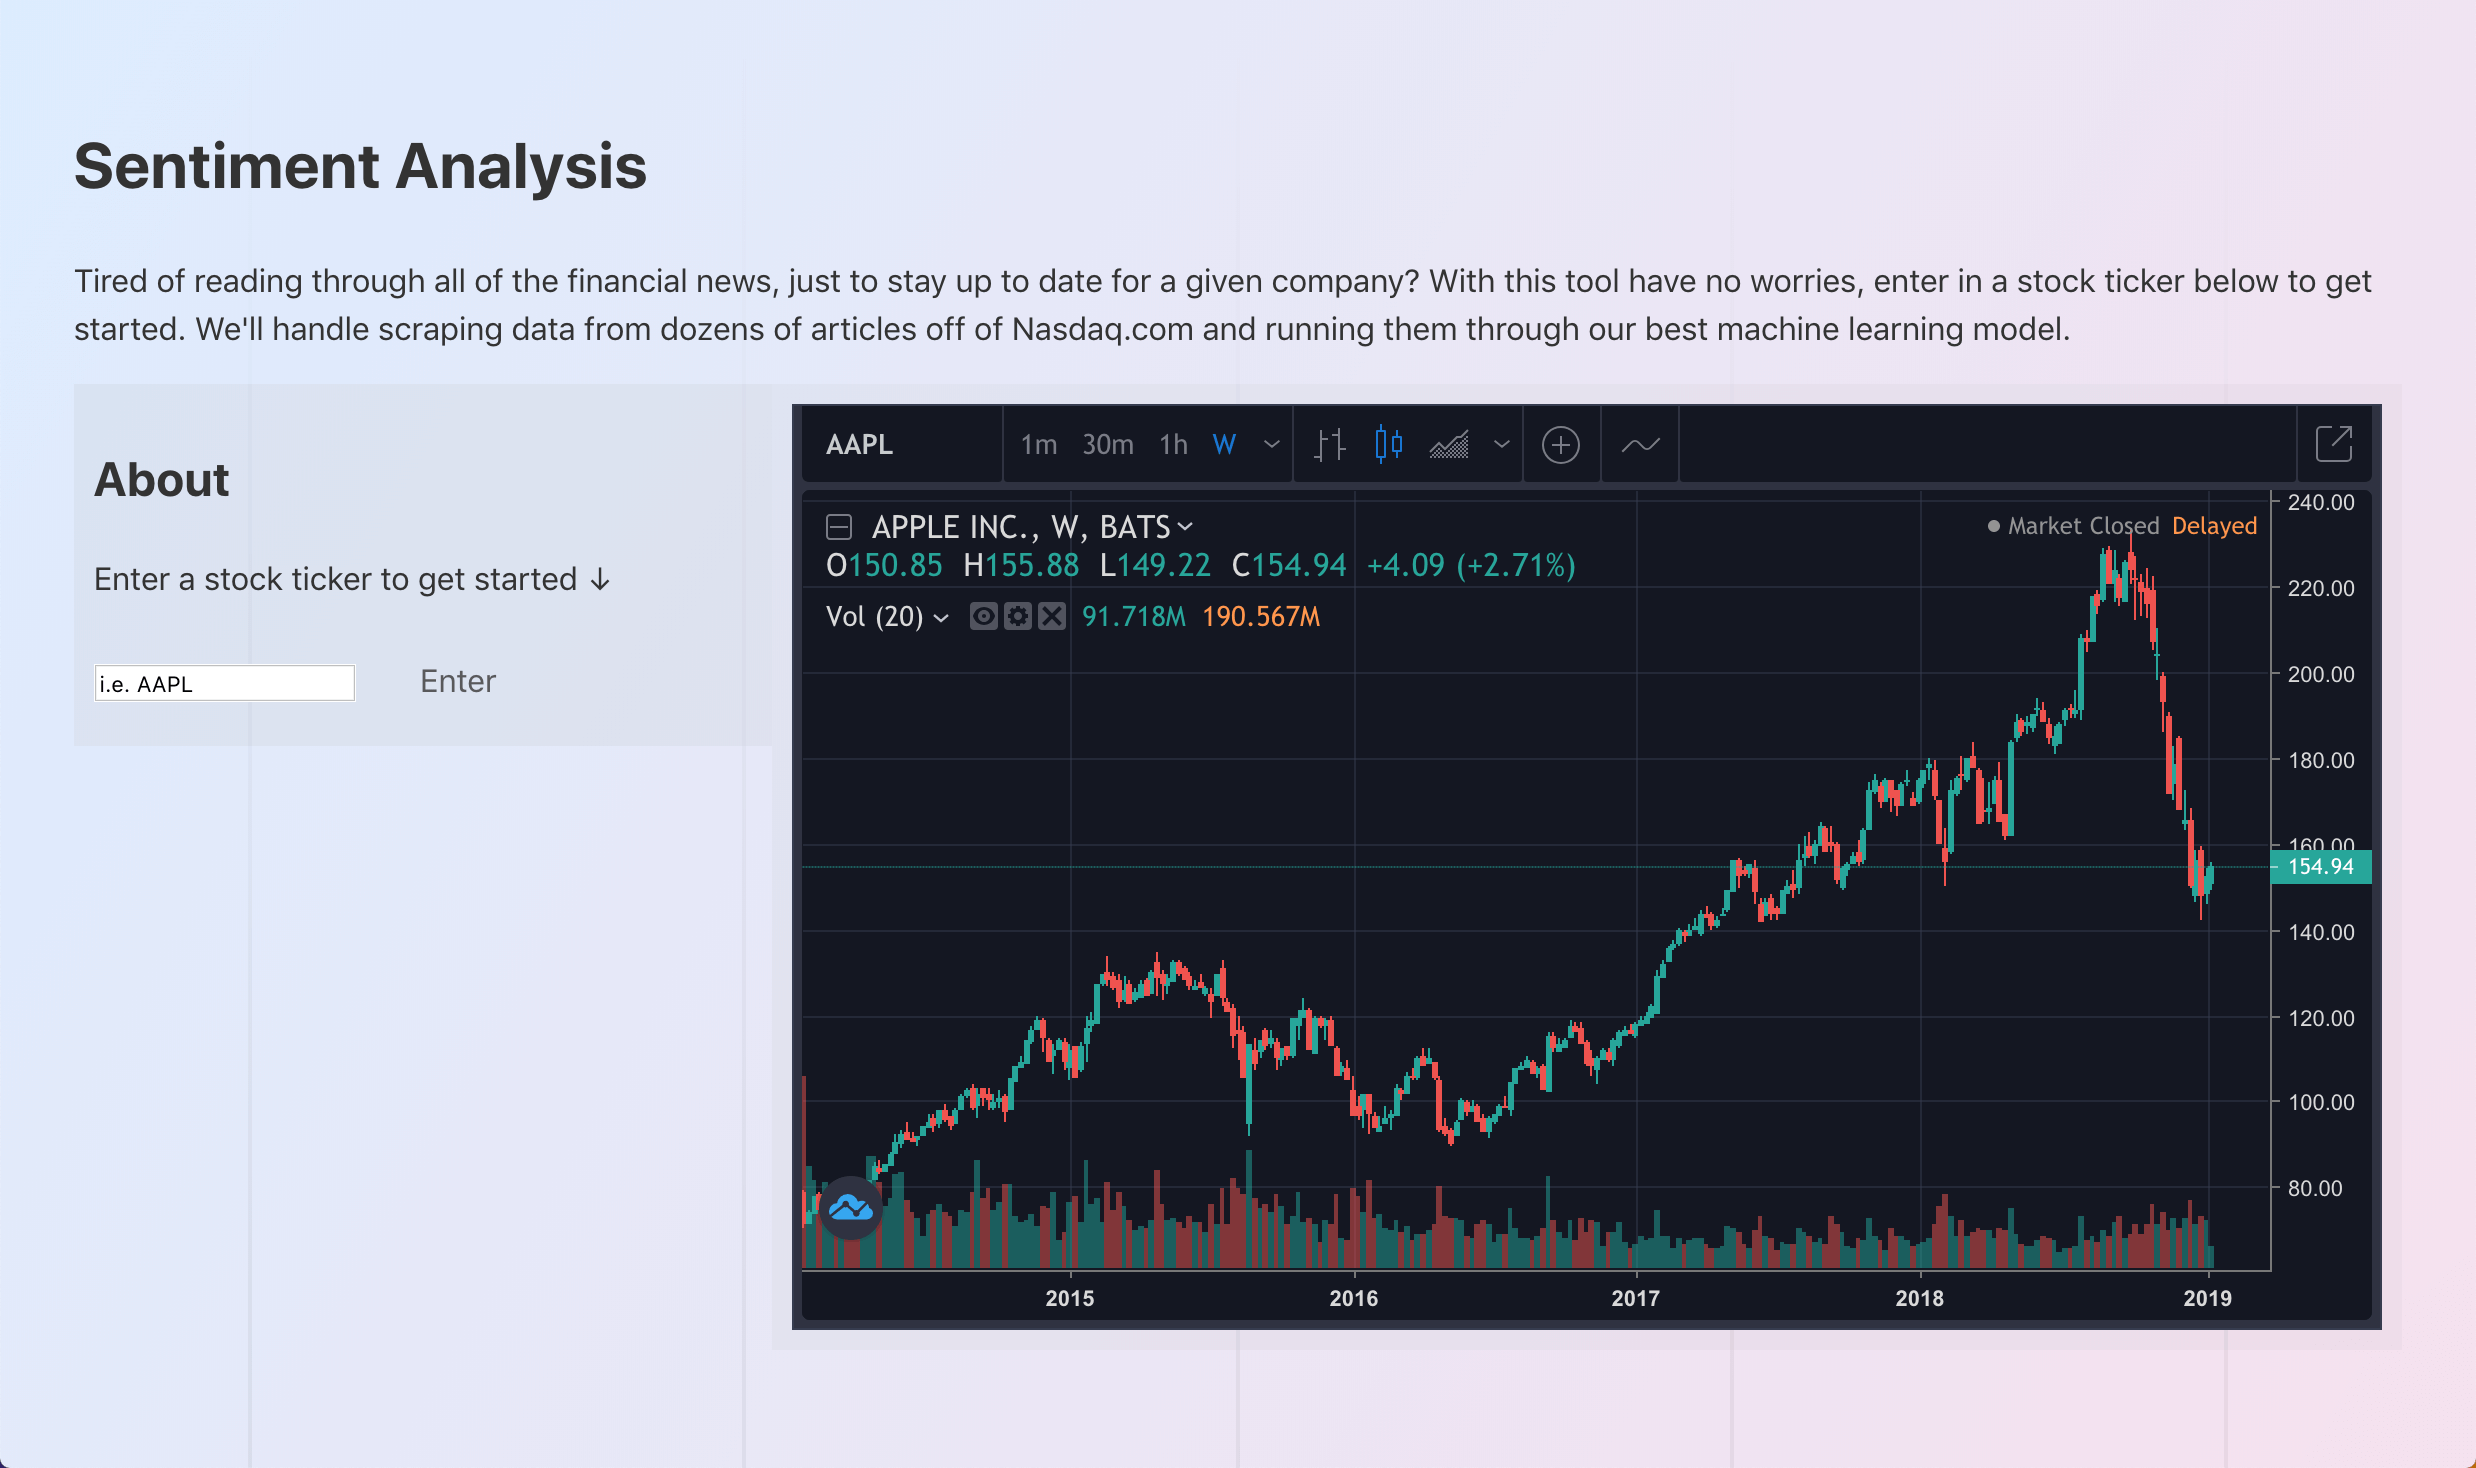 Sentiment Analysis
Tired of reading through all of the financial news, just to stay up to date for a given company? With this tool have no worries, enter in a stock ticker below to get
started. We'll handle scraping data from dozens of articles off of Nasdaq.com and running them through our best machine learning model.
About
Enter a stock ticker to get started ↓
i.e. AAPL
Enter
AAPL 1m 30m 1h W
APPLE INC., W, BATS
Market Closed Delayed
O150.85 H155.88 L149.22 C154.94 +4.09 (+2.71%)
Vol (20) 91.718M 190.567M
240.00
220.00
200.00
180.00
160.00
154.94
140.00
120.00
100.00
80.00
2015 2016 2017 2018 2019